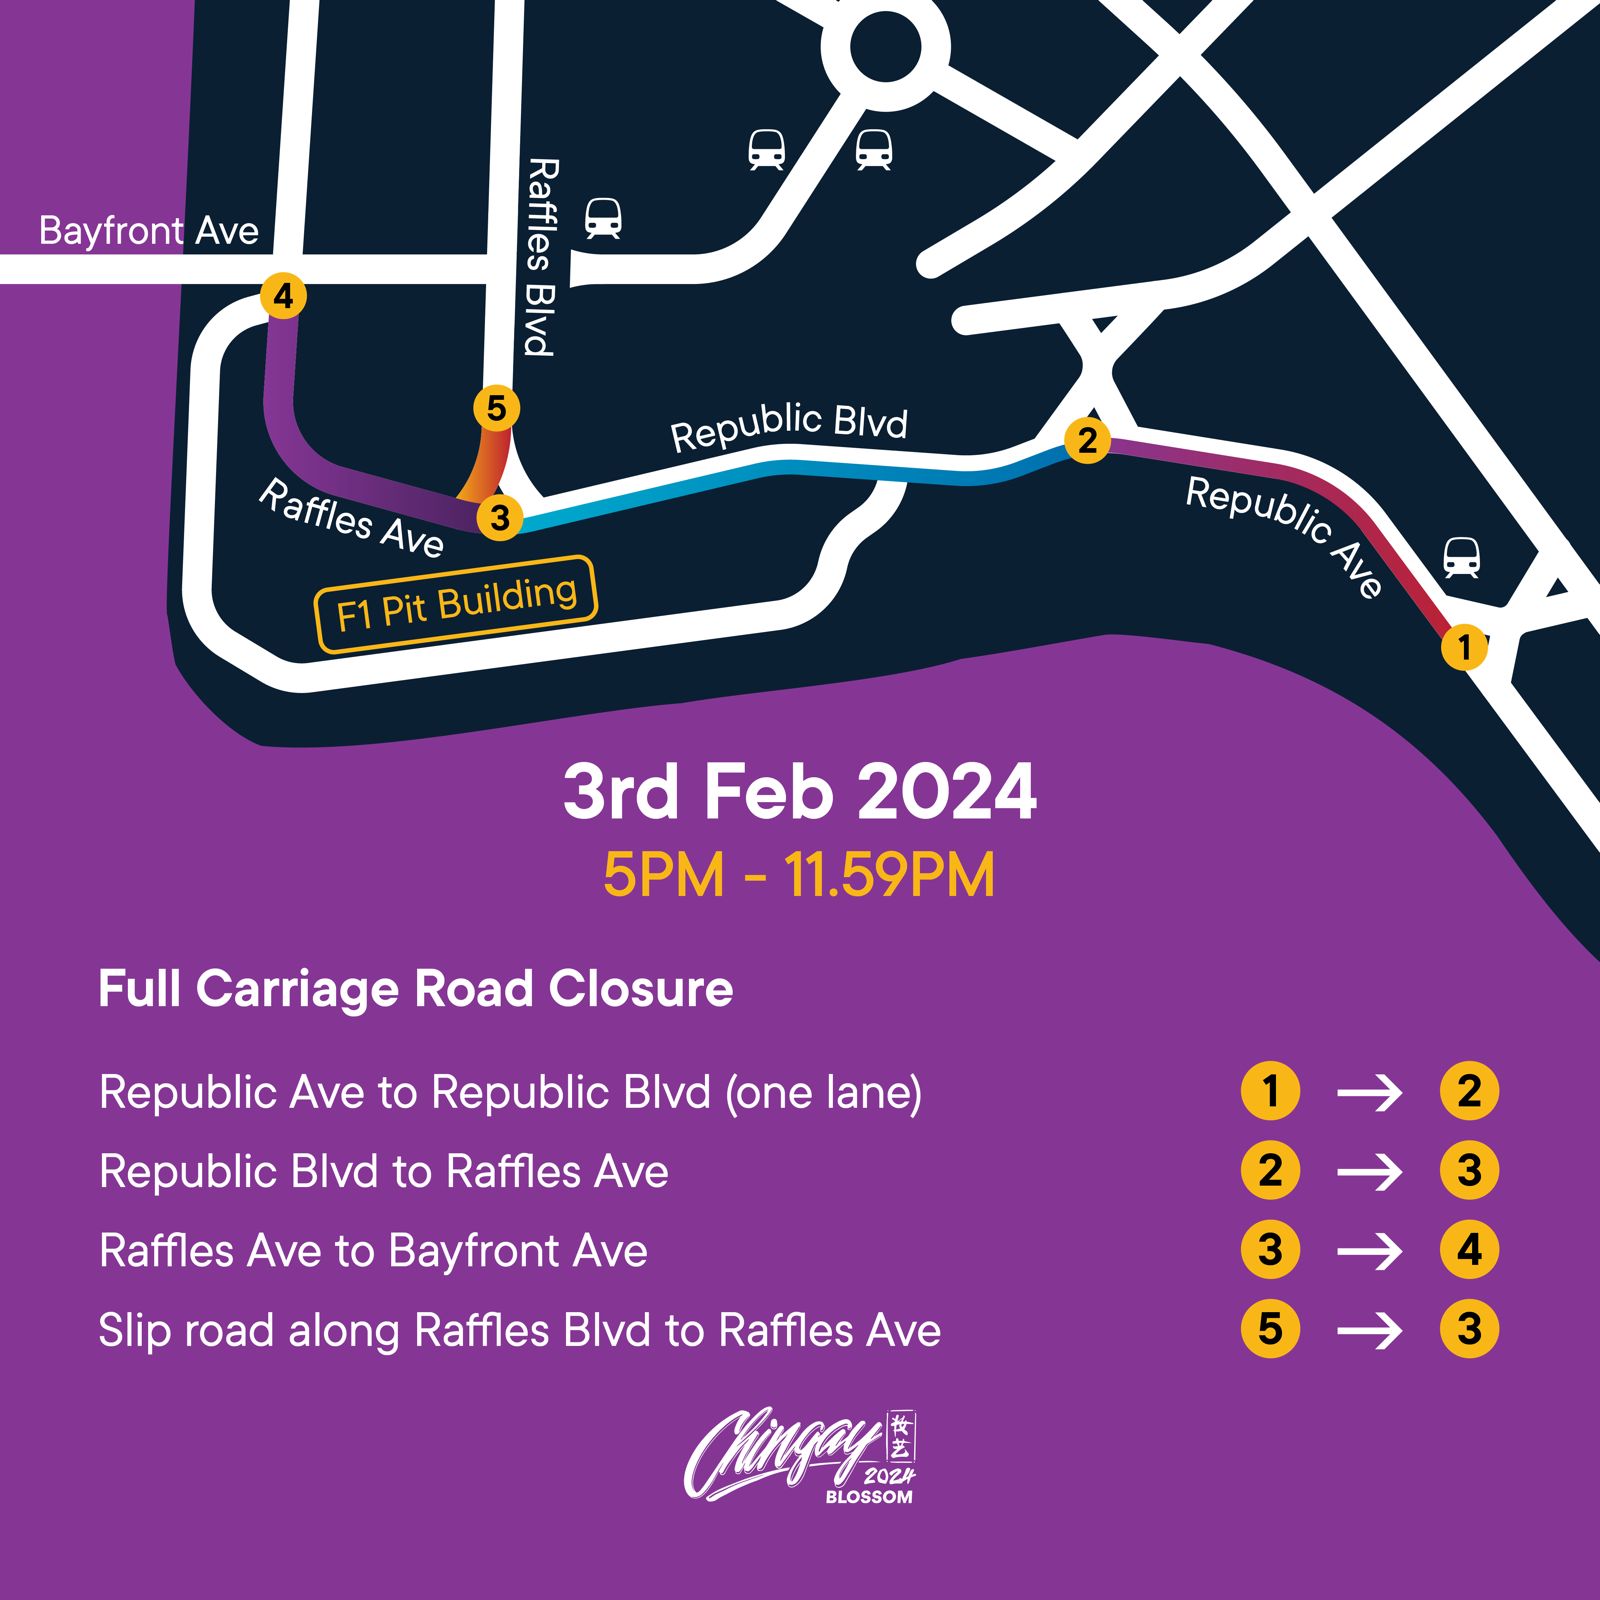 Bayfront Ave
Raffles Blvd
4
5
Republic Blvd
2
3
Raffles Ave
Republic Ave
F1 Pit Building
1
3rd Feb 2024
5PM - 11.59PM
Full Carriage Road Closure
Republic Ave to Republic Blvd (one lane) 1 → 2
Republic Blvd to Raffles Ave 2 → 3
Raffles Ave to Bayfront Ave 3 → 4
Slip road along Raffles Blvd to Raffles Ave 5 → 3
Chingay 妆艺
2024
BLOSSOM